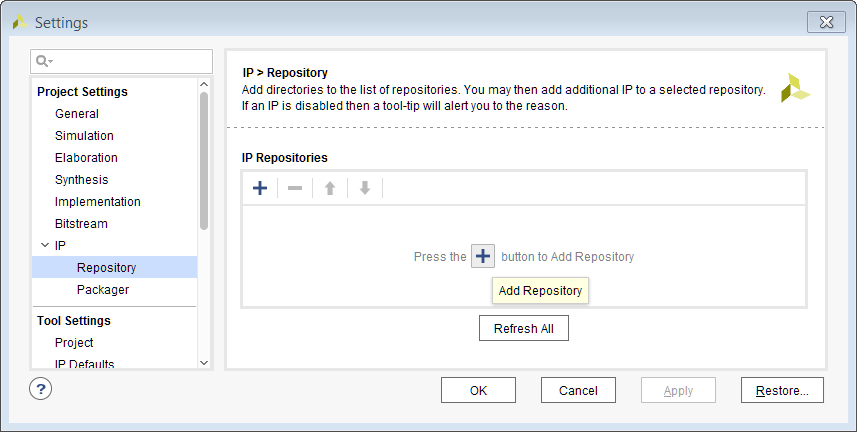 Settings
Project Settings
General
Simulation
Elaboration
Synthesis
Implementation
Bitstream
IP
Repository
Packager
Tool Settings
Project
IP Defaults
IP > Repository
Add directories to the list of repositories. You may then add additional IP to a selected repository.
If an IP is disabled then a tool-tip will alert you to the reason.
IP Repositories
Press the + button to Add Repository
Add Repository
Refresh All
?
OK
Cancel
Apply
Restore...